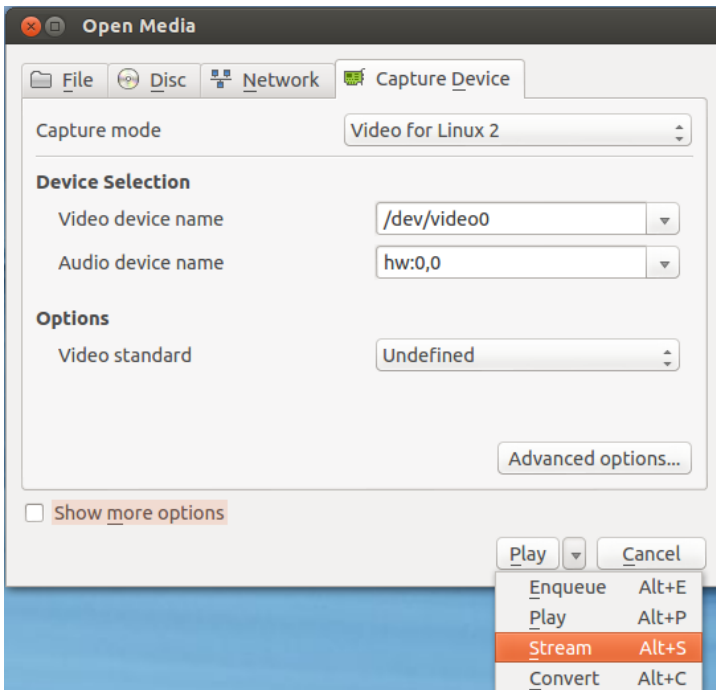 Open Media
File Disc Network Capture Device
Capture mode Video for Linux 2
Device Selection
Video device name /dev/video0
Audio device name hw:0,0
Options
Video standard Undefined
Advanced options...
Show more options
Play Cancel
Enqueue Alt+E
Play Alt+P
Stream Alt+S
Convert Alt+C